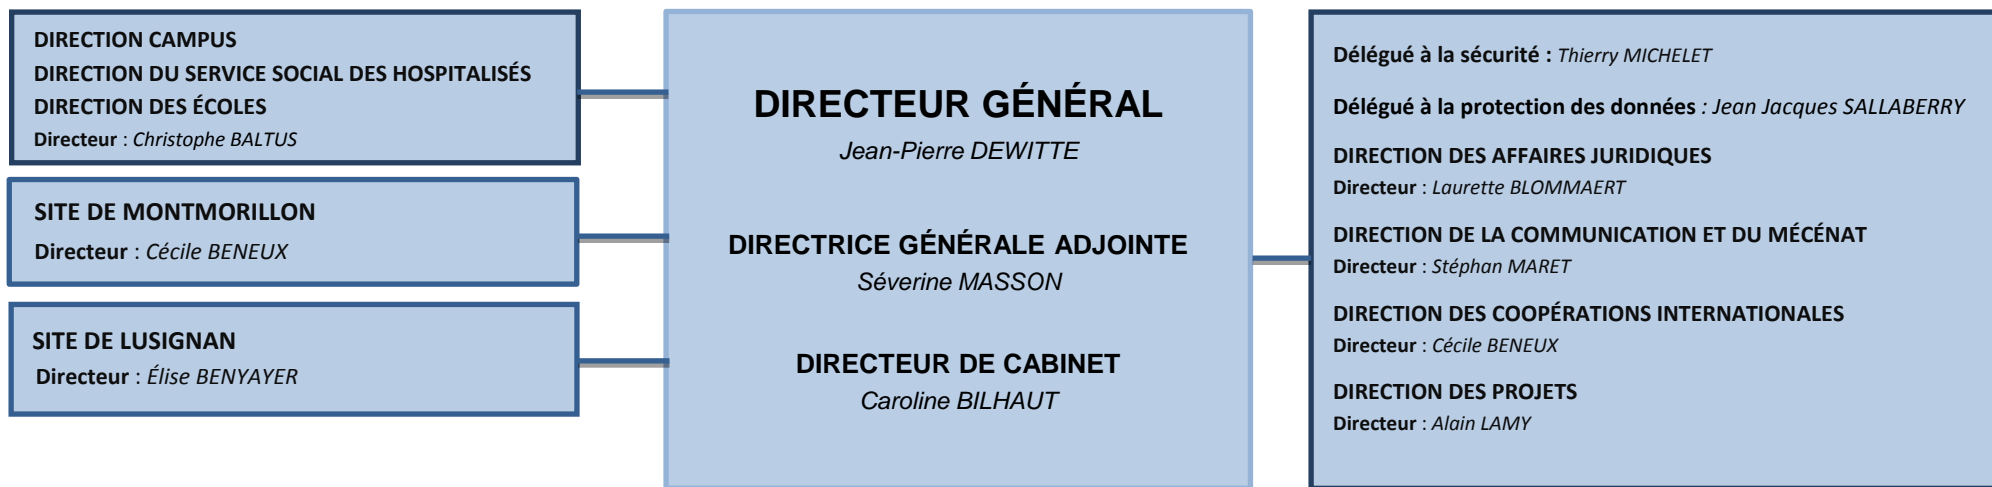 DIRECTION CAMPUS
DIRECTION DU SERVICE SOCIAL DES HOSPITALISÉS
DIRECTION DES ÉCOLES
Directeur : Christophe BALTUS
SITE DE MONTMORILLON
Directeur : Cécile BENEUX
SITE DE LUSIGNAN
Directeur : Élise BENYAYER
DIRECTEUR GÉNÉRAL
Jean-Pierre DEWITTE
DIRECTRICE GÉNÉRALE ADJOINTE
Séverine MASSON
DIRECTEUR DE CABINET
Caroline BILHAUT
Délégué à la sécurité : Thierry MICHELET
Délégué à la protection des données : Jean Jacques SALLABERRY
DIRECTION DES AFFAIRES JURIDIQUES
Directeur : Laurette BLOMMAERT
DIRECTION DE LA COMMUNICATION ET DU MÉCÉNAT
Directeur : Stéphan MARET
DIRECTION DES COOPÉRATIONS INTERNATIONALES
Directeur : Cécile BENEUX
DIRECTION DES PROJETS
Directeur : Alain LAMY